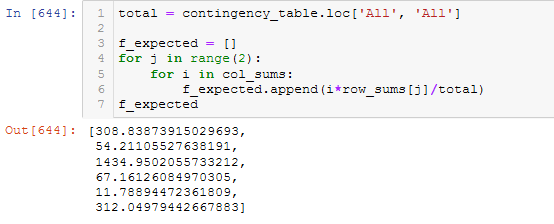 In [644]:
1 total = contingency_table.loc['All', 'All']
2
3 f_expected = []
4 for j in range(2):
5     for i in col_sums:
6         f_expected.append(i*row_sums[j]/total)
7 f_expected
Out[644]: [308.83873915029693,
54.21105527638191,
1434.9502055733212,
67.16126084970305,
11.78894472361809,
312.04979442667883]